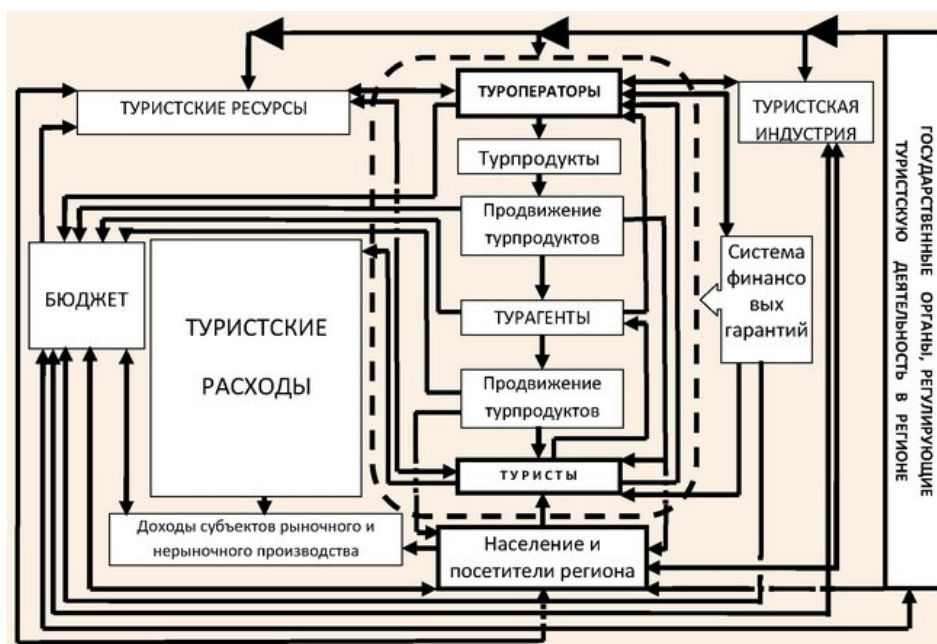 ТУРИСТСКИЕ РЕСУРСЫ
ТУРОПЕРАТОРЫ
ТУРИСТСКАЯ
ИНДУСТРИЯ
Турпродукты
Продвижение
турпродуктов
БЮДЖЕТ
ТУРИСТСКИЕ
РАСХОДЫ
ТУРАГЕНТЫ
Система
финансо
вых
гарантий
Продвижение
турпродуктов
ТУРИСТЫ
Доходы субъектов рыночного и
нерыночного производства
Население и
посетители региона
ГОСУДАРСТВЕННЫЕ ОРГАНЫ, РЕГУЛИРУЮЩИЕ
ТУРИСТСКУЮ ДЕЯТЕЛЬНОСТЬ В РЕГИОНЕ